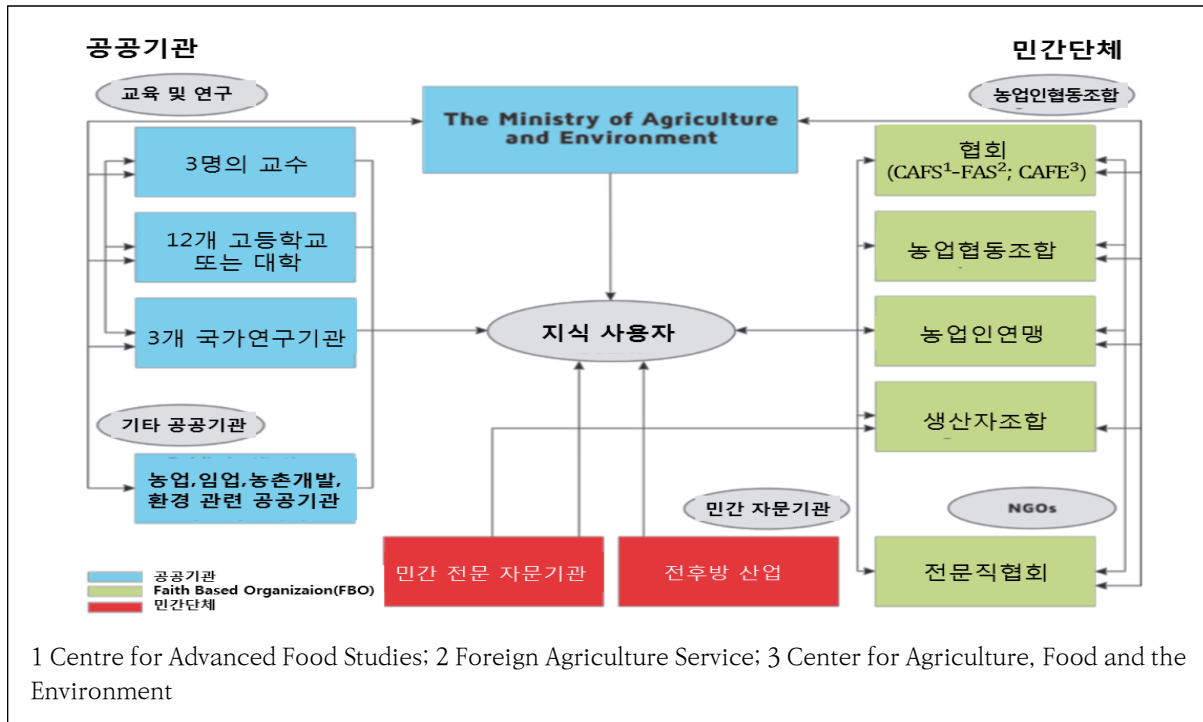 공공기관
민간단체
교육 및 연구
농업인협동조합
The Ministry of Agriculture
and Environment
3명의 교수
협회
(CAFS¹-FAS²; CAFE³)
12개 고등학교
또는 대학
농업협동조합
3개 국가연구기관
지식 사용자
농업인연맹
생산자조합
기타 공공기관
농업,임업,농촌개발,
환경 관련 공공기관
민간 자문기관
NGOs
민간 전문 자문기관
전후방 산업
전문직협회
공공기관
Faith Based Organizaion(FBO)
민간단체
1 Centre for Advanced Food Studies; 2 Foreign Agriculture Service; 3 Center for Agriculture, Food and the
Environment